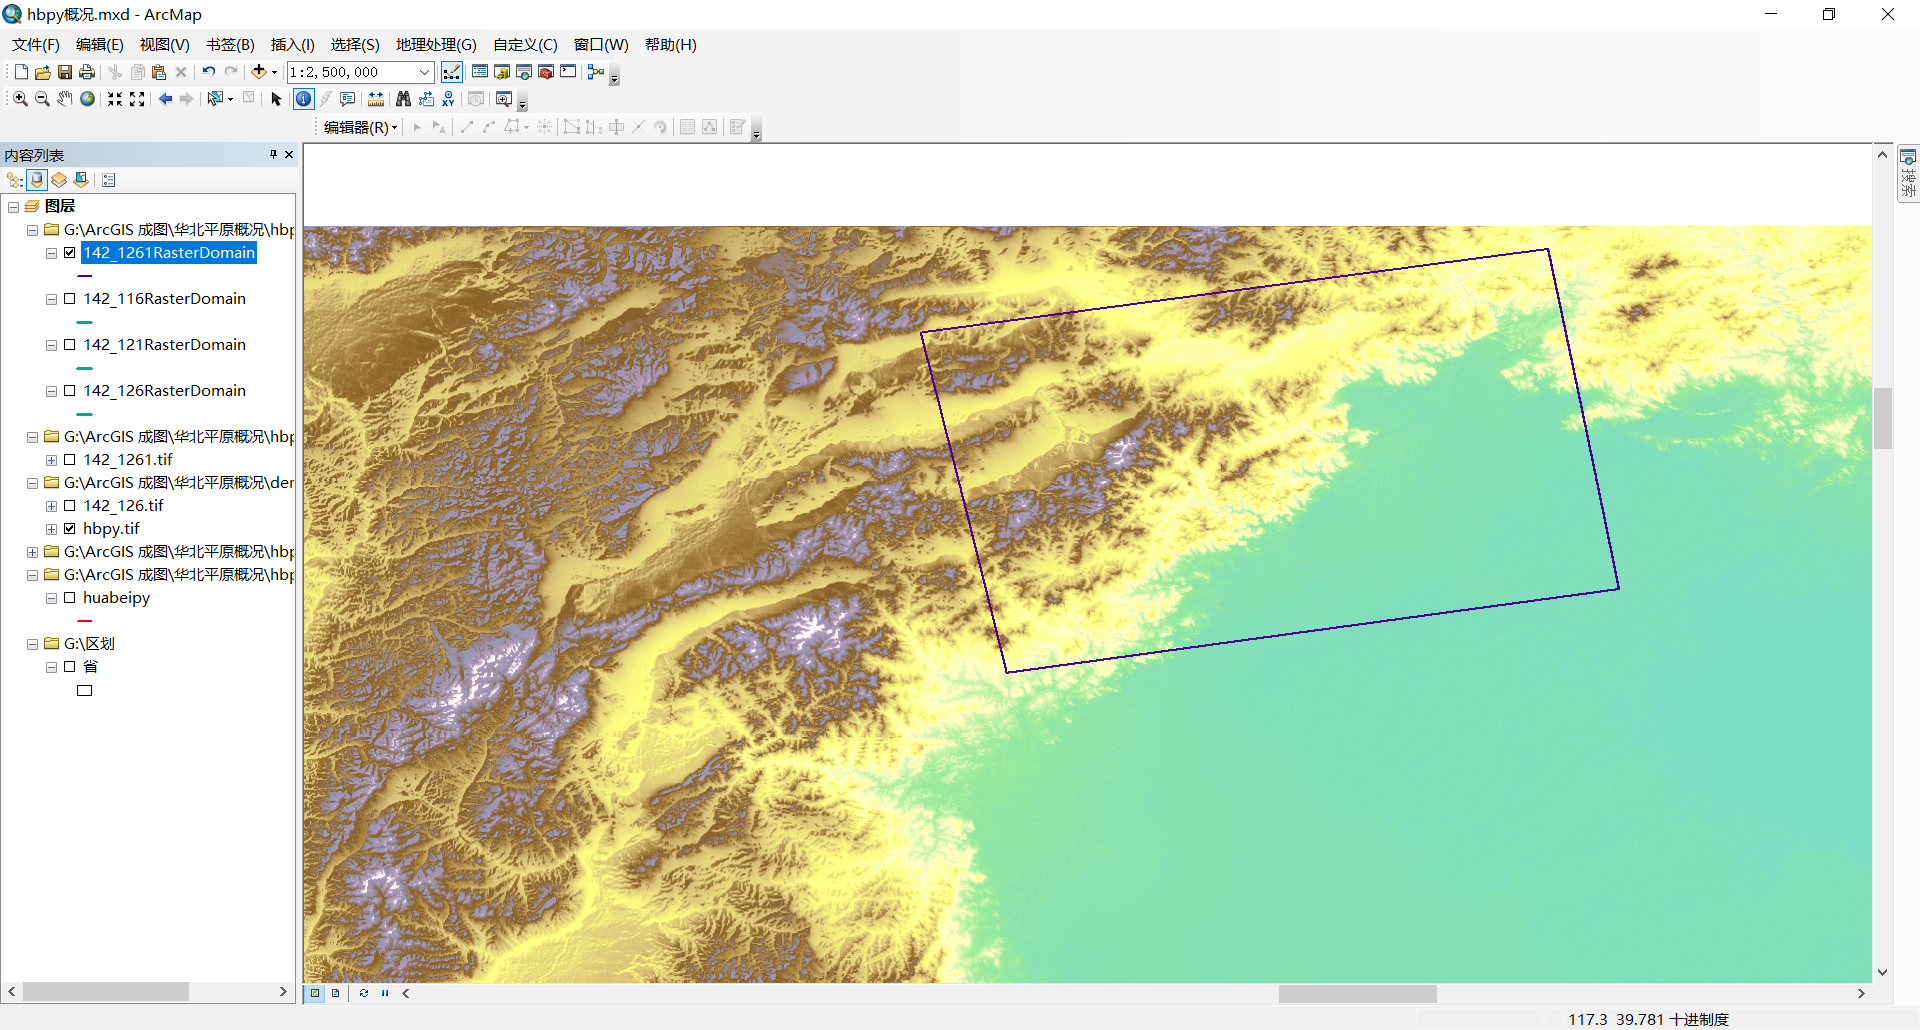 hbpy概况.mxd - ArcMap
文件(F) 编辑(E) 视图(V) 书签(B) 插入(I) 选择(S) 地理处理(G) 自定义(C) 窗口(W) 帮助(H)
1:2,500,000
编辑器(R)
内容列表
图层
G:\ArcGIS 成图\华北平原概况\hbp
142_1261RasterDomain
142_116RasterDomain
142_121RasterDomain
142_126RasterDomain
G:\ArcGIS 成图\华北平原概况\hbp
142_1261.tif
G:\ArcGIS 成图\华北平原概况\der
142_126.tif
hbpy.tif
G:\ArcGIS 成图\华北平原概况\hbp
G:\ArcGIS 成图\华北平原概况\hbp
huabeipy
G:\区划
省
搜索
117.3 39.781 十进制度